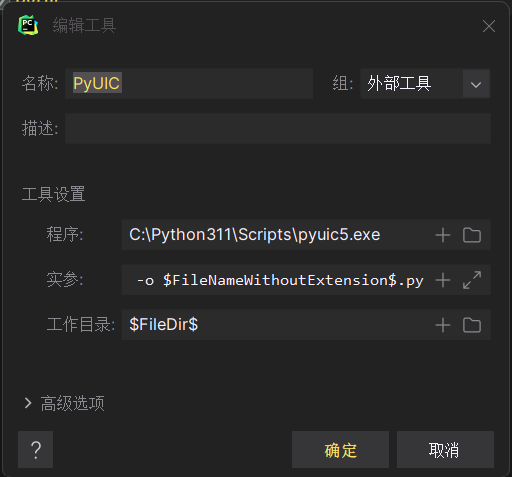 编辑工具
名称: PyUIC 组: 外部工具
描述:
工具设置
程序: C:\Python311\Scripts\pyuic5.exe
实参: -o $FileNameWithoutExtension$.py
工作目录: $FileDir$
高级选项
? 确定 取消